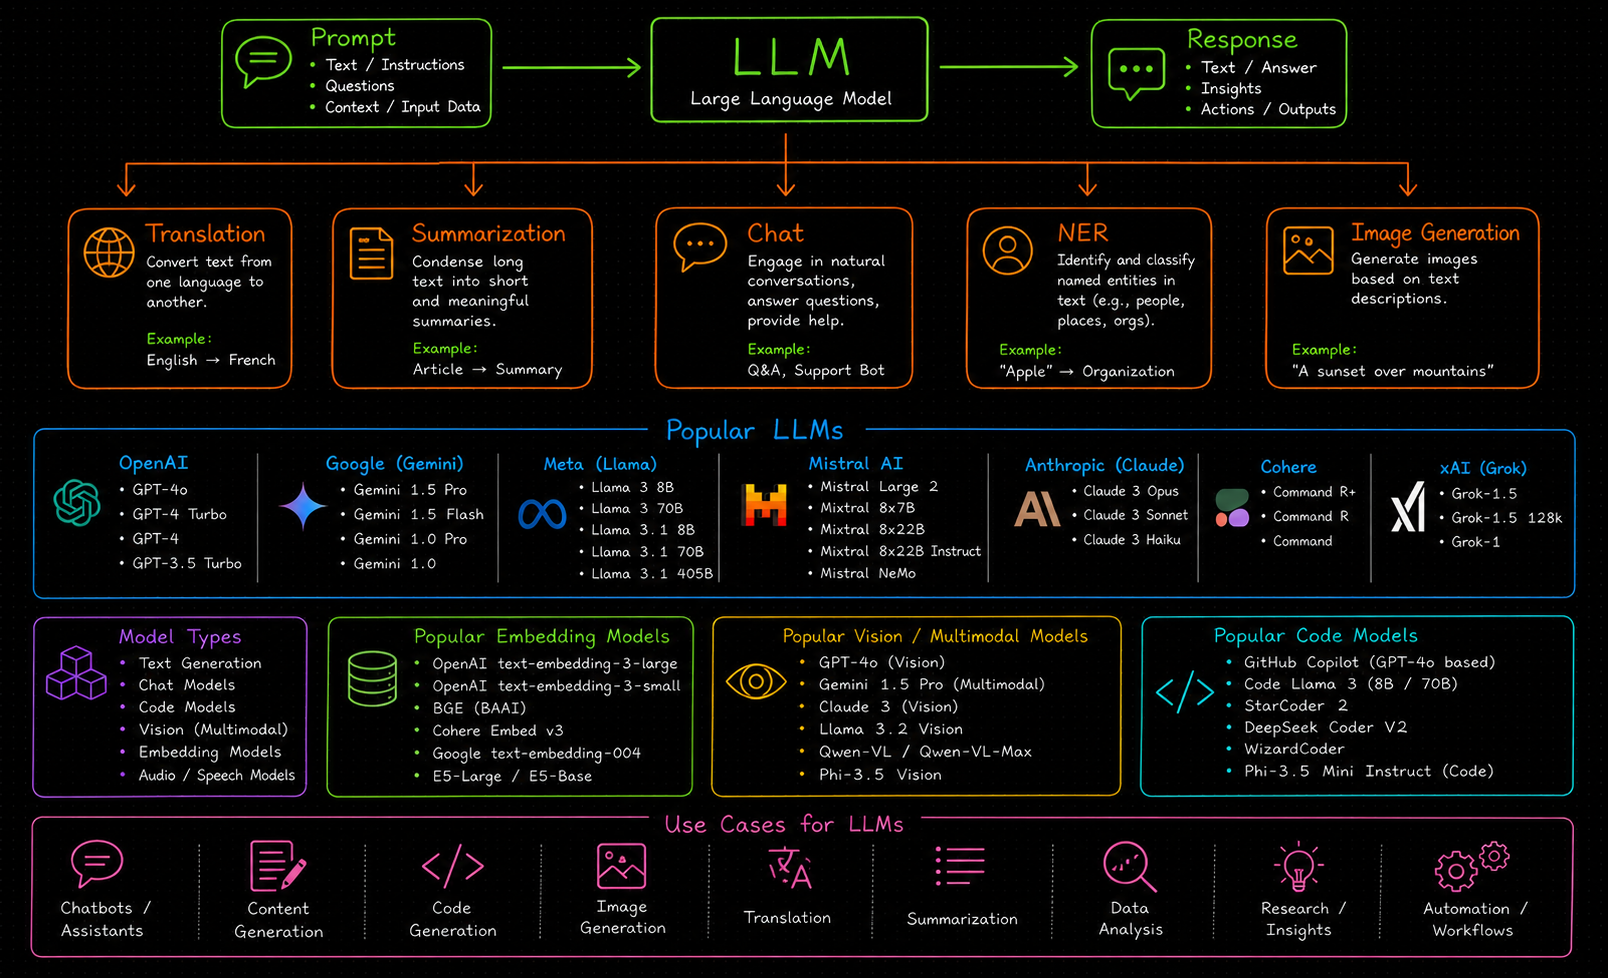 Prompt
• Text / Instructions
• Questions
• Context / Input Data
LLM
Large Language Model
Response
• Text / Answer
• Insights
• Actions / Outputs
Translation
Convert text from
one language to
another.
Example:
English → French
Summarization
Condense long
text into short
and meaningful
summaries.
Example:
Article → Summary
Chat
Engage in natural
conversations,
answer questions,
provide help.
Example:
Q&A, Support Bot
NER
Identify and classify
named entities in
text (e.g., people,
places, orgs).
Example:
"Apple" → Organization
Image Generation
Generate images
based on text
descriptions.
Example:
"A sunset over mountains"
Popular LLMs
OpenAI
• GPT-4o
• GPT-4 Turbo
• GPT-4
• GPT-3.5 Turbo
Google (Gemini)
• Gemini 1.5 Pro
• Gemini 1.5 Flash
• Gemini 1.0 Pro
• Gemini 1.0
Meta (Llama)
• Llama 3 8B
• Llama 3 70B
• Llama 3.1 8B
• Llama 3.1 70B
• Llama 3.1 405B
Mistral AI
• Mistral Large 2
• Mixtral 8x7B
• Mixtral 8x22B
• Mixtral 8x22B Instruct
• Mistral NeMo
Anthropic (Claude)
• Claude 3 Opus
• Claude 3 Sonnet
• Claude 3 Haiku
Cohere
• Command R+
• Command R
• Command
xAI (Grok)
• Grok-1.5
• Grok-1.5 128k
• Grok-1
Model Types
• Text Generation
• Chat Models
• Code Models
• Vision (Multimodal)
• Embedding Models
• Audio / Speech Models
Popular Embedding Models
• OpenAI text-embedding-3-large
• OpenAI text-embedding-3-small
• BGE (BAAI)
• Cohere Embed v3
• Google text-embedding-004
• E5-Large / E5-Base
Popular Vision / Multimodal Models
• GPT-4o (Vision)
• Gemini 1.5 Pro (Multimodal)
• Claude 3 (Vision)
• Llama 3.2 Vision
• Qwen-VL / Qwen-VL-Max
• Phi-3.5 Vision
Popular Code Models
• GitHub Copilot (GPT-4o based)
• Code Llama 3 (8B / 70B)
• StarCoder 2
• DeepSeek Coder V2
• WizardCoder
• Phi-3.5 Mini Instruct (Code)
Use Cases for LLMs
Chatbots /
Assistants
Content
Generation
Code
Generation
Image
Generation
Translation
Summarization
Data
Analysis
Research /
Insights
Automation /
Workflows